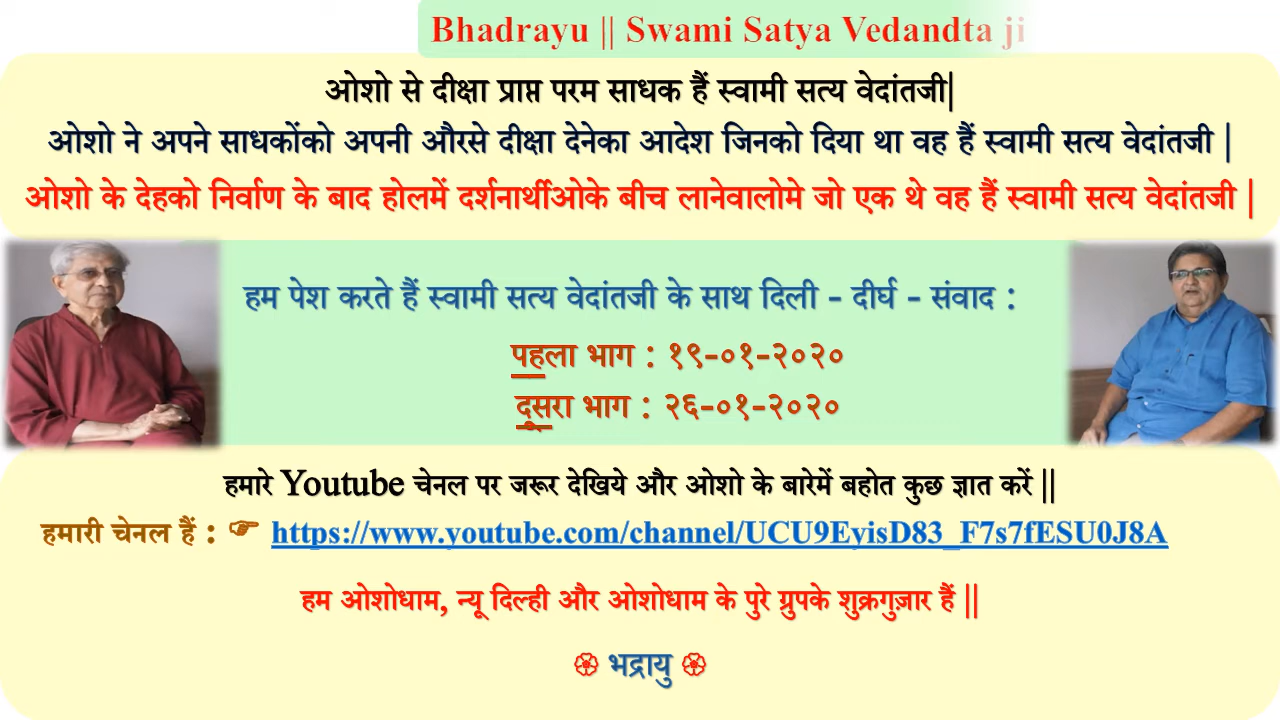 Bhadrayu || Swami Satya Vedandta ji
ओशो से दीक्षा प्राप्त परम साधक हैं स्वामी सत्य वेदांतजी|
ओशो ने अपने साधकोंको अपनी औरसे दीक्षा देनेका आदेश जिनको दिया था वह हैं स्वामी सत्य वेदांतजी |
ओशो के देहको निर्वाण के बाद होलमें दर्शनार्थीओके बीच लानेवालोमे जो एक थे वह हैं स्वामी सत्य वेदांतजी |
हम पेश करते हैं स्वामी सत्य वेदांतजी के साथ दिली - दीर्घ - संवाद :
पहला भाग : १९-०१-२०२०
दूसरा भाग : २६-०१-२०२०
हमारे Youtube चेनल पर जरूर देखिये और ओशो के बारेमें बहोत कुछ ज्ञात करें ||
हमारी चेनल हैं : ☞ https://www.youtube.com/channel/UCU9EyisD83_F7s7fESU0J8A
हम ओशोधाम, न्यू दिल्ही और ओशोधाम के पुरे ग्रुपके शुक्रगुज़ार हैं ||
❀ भद्रायु ❀